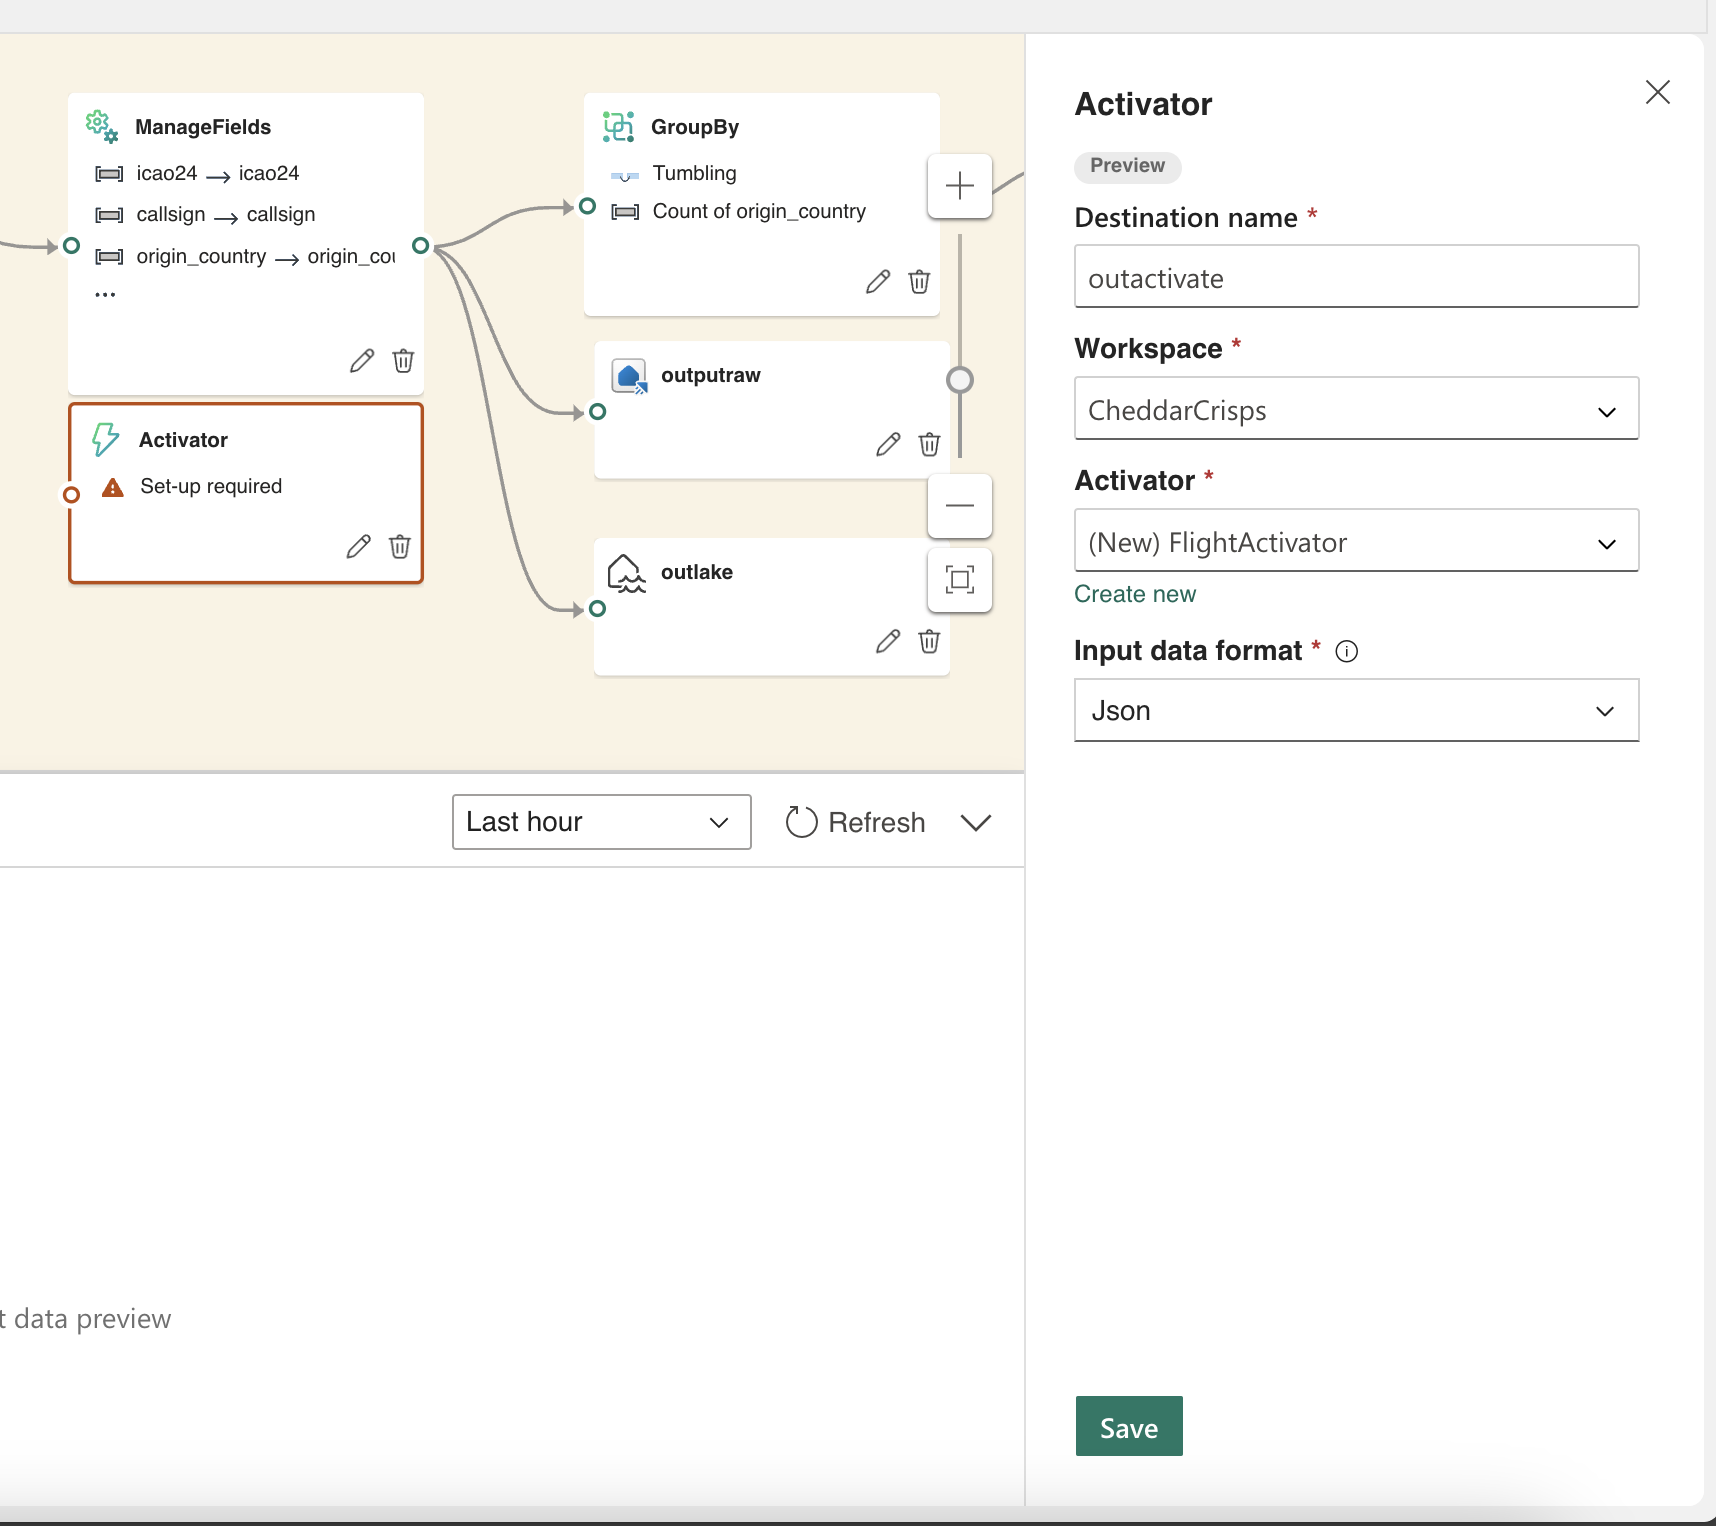 ManageFields
icao24 → icao24
callsign → callsign
origin_country → origin_cou
...
Activator
Set-up required
GroupBy
Tumbling
Count of origin_country
outputraw
outlake
Last hour
Refresh
t data preview
Activator
Preview
Destination name *
outactivate
Workspace *
CheddarCrisps
Activator *
(New) FlightActivator
Create new
Input data format *
Json
Save